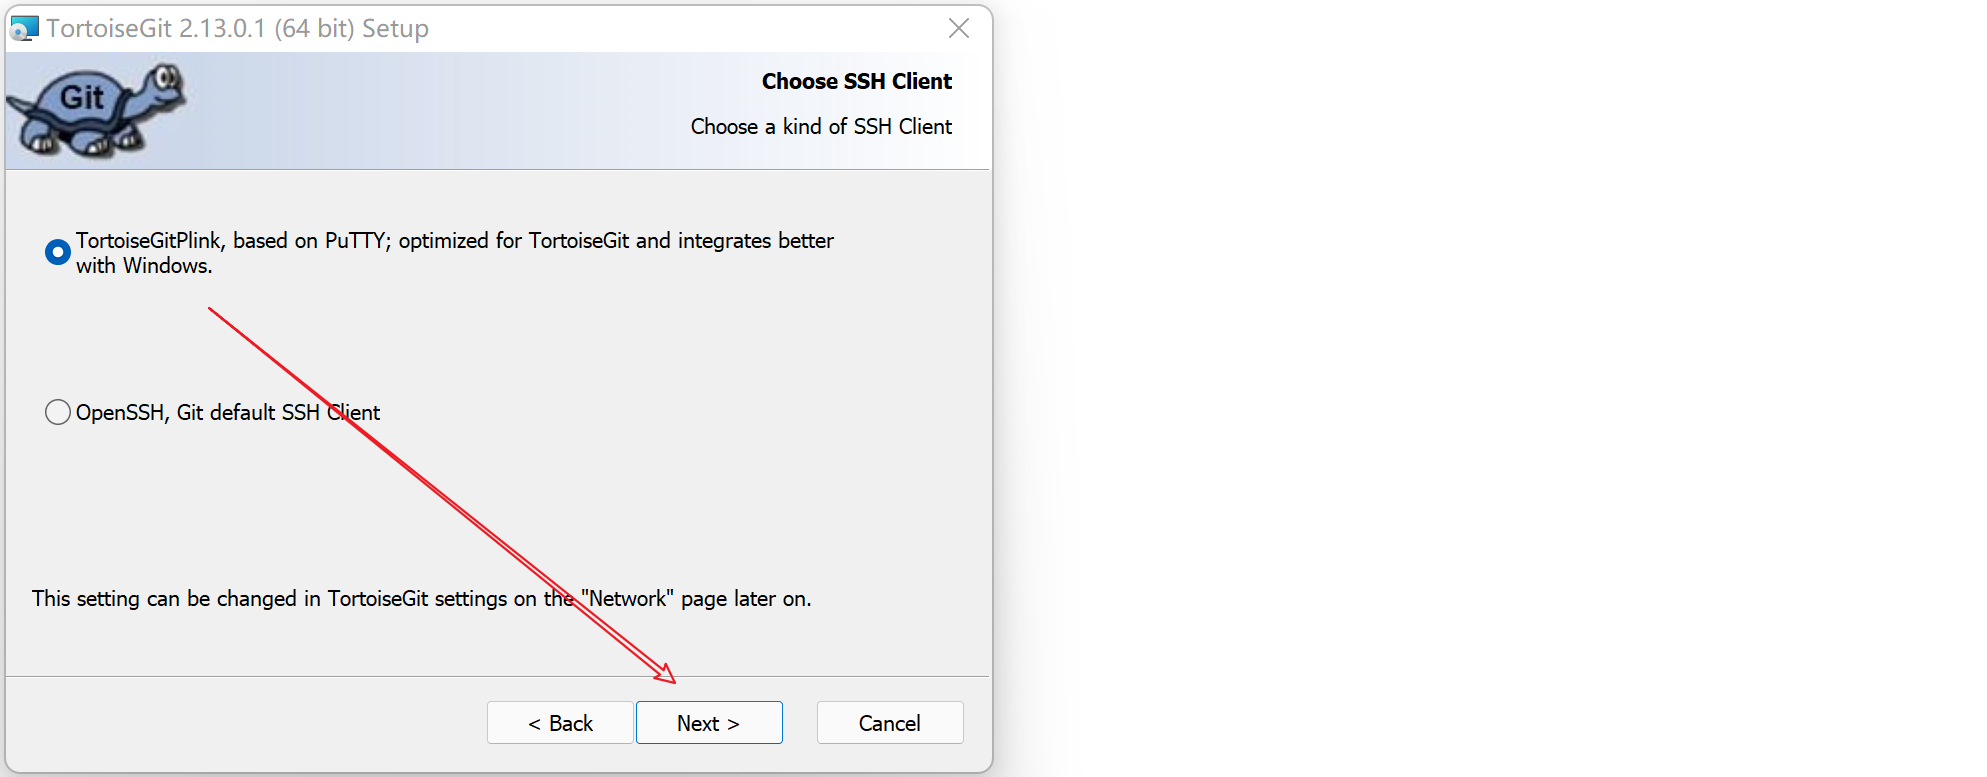 TortoiseGit 2.13.0.1 (64 bit) Setup
Git
Choose SSH Client
Choose a kind of SSH Client
TortoiseGitPlink, based on PuTTY; optimized for TortoiseGit and integrates better
with Windows.
OpenSSH, Git default SSH Client
This setting can be changed in TortoiseGit settings on the "Network" page later on.
< Back
Next >
Cancel